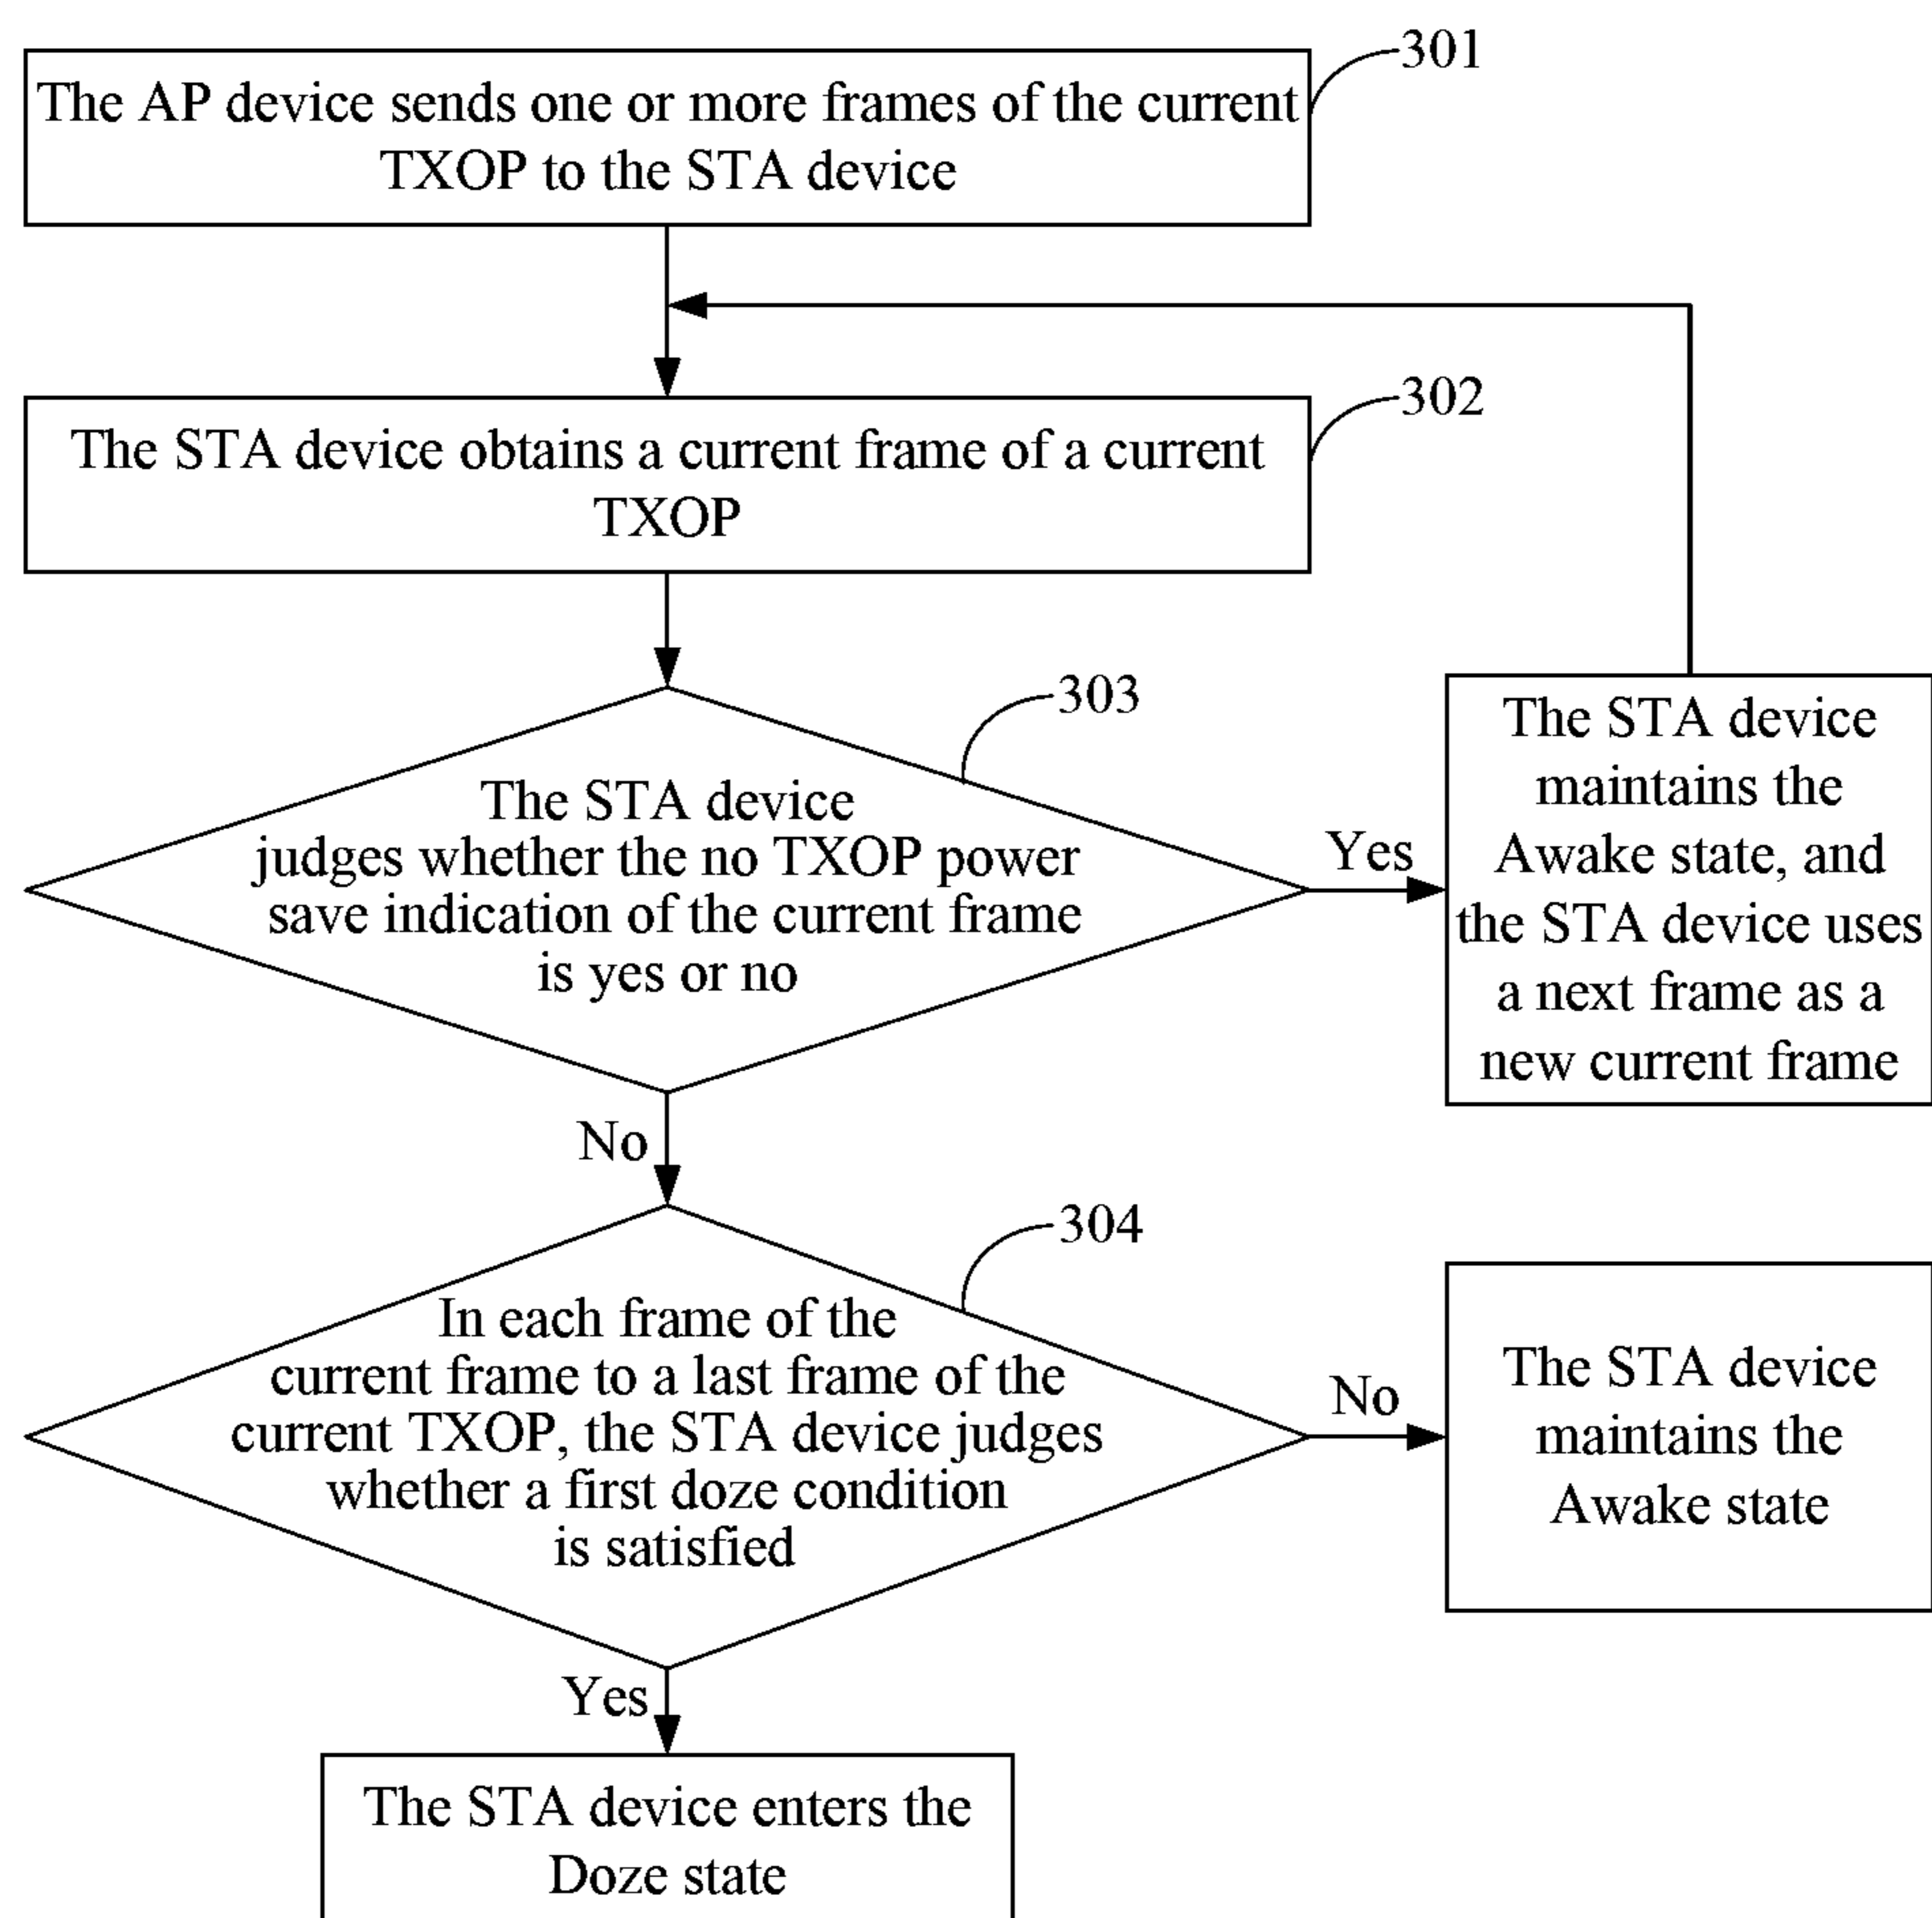 301
The AP device sends one or more frames of the current
TXOP to the STA device
302
The STA device obtains a current frame of a current
TXOP
303
The STA device
judges whether the no TXOP power
save indication of the current frame
is yes or no
Yes
The STA device
maintains the
Awake state, and
the STA device uses
a next frame as a
new current frame
No
304
In each frame of the
current frame to a last frame of the
current TXOP, the STA device judges
whether a first doze condition
is satisfied
No
The STA device
maintains the
Awake state
Yes
The STA device enters the
Doze state